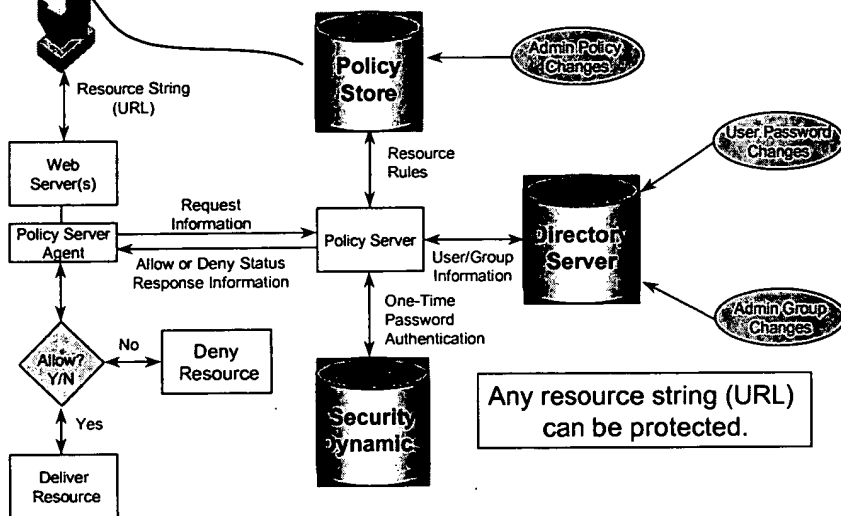 Policy
Store
Admin Policy
Changes
Resource String
(URL)
User Password
Changes
Web
Server(s)
Resource
Rules
Request
Information
Policy Server
Agent
Policy Server
Directory
Server
Allow or Deny Status
Response Information
User/Group
Information
One-Time
Password
Authentication
Admin Group
Changes
Allow?
Y/N
No
Deny
Resource
Any resource string (URL)
can be protected.
Security
Dynamic
Yes
Deliver
Resource